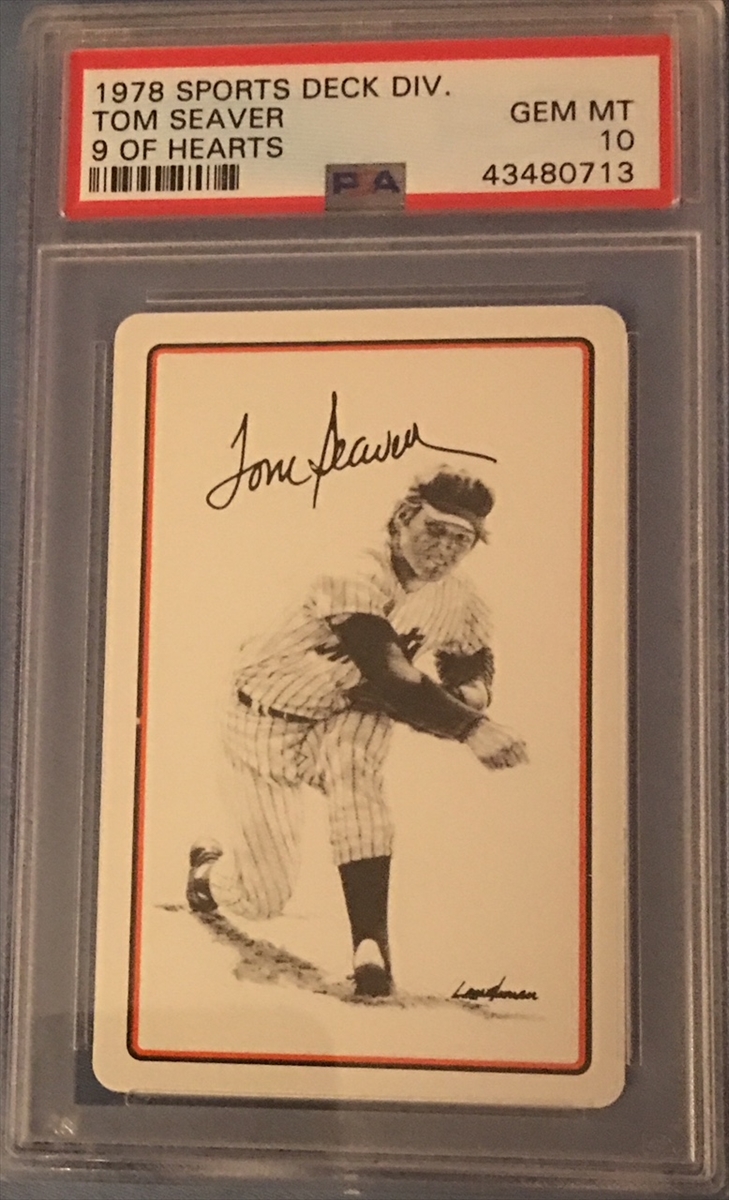 1978 SPORTS DECK DIV.
TOM SEAVER GEM MT
9 OF HEARTS 10
PSA 43480713
Tom Seaver